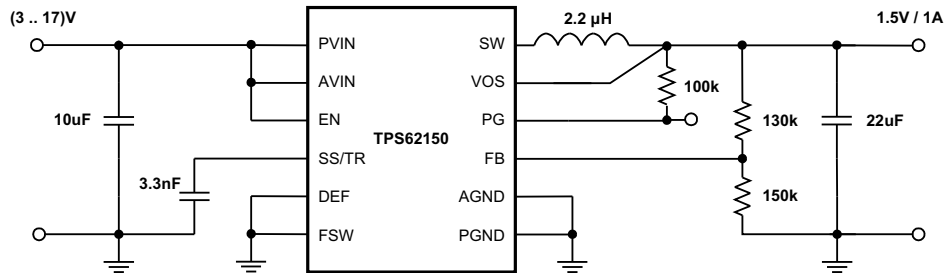 (3 .. 17)V
2.2 µH
1.5V / 1A
PVIN
SW
AVIN
VOS
100k
10uF
EN
PG
130k
22uF
TPS62150
SS/TR
FB
3.3nF
150k
DEF
AGND
FSW
PGND